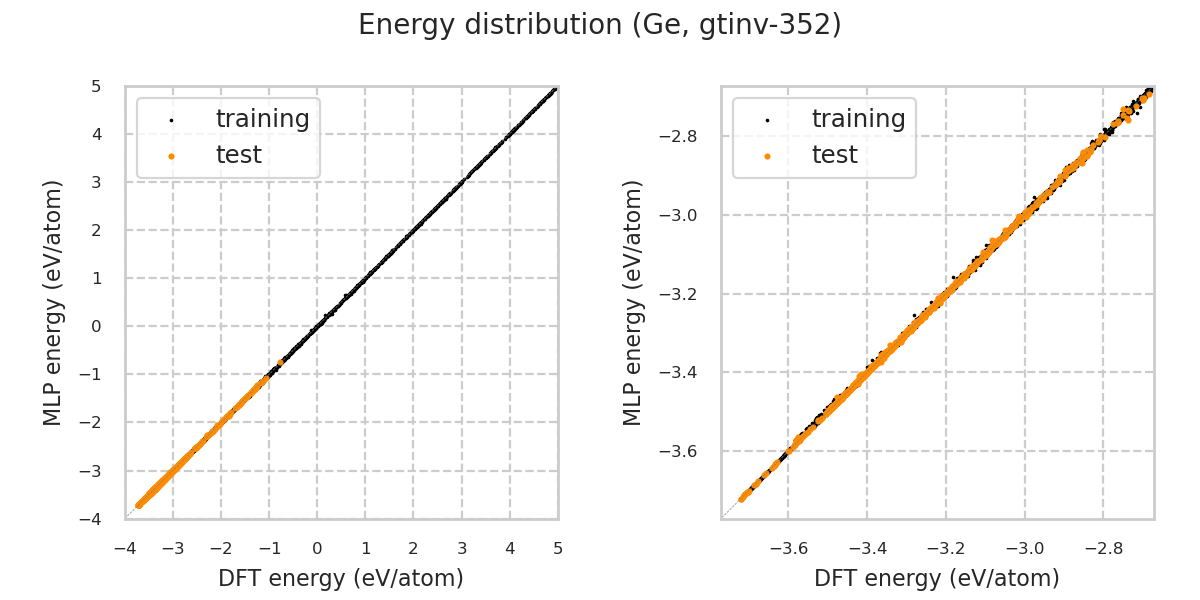 Energy distribution (Ge, gtinv-352)
training
test
5
4
3
2
1
0
−1
−2
−3
−4
MLP energy (eV/atom)
−4 −3 −2 −1 0 1 2 3 4 5
DFT energy (eV/atom)
training
test
−2.8
−3.0
−3.2
−3.4
−3.6
MLP energy (eV/atom)
−3.6 −3.4 −3.2 −3.0 −2.8
DFT energy (eV/atom)